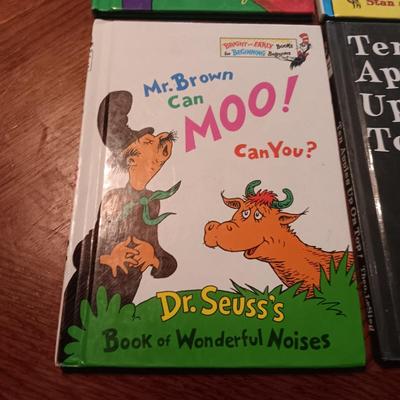 Stan
BRIGHT and EARLY Books
for BEGINNING Beginners
Mr. Brown
Can
MOO!
Can You?
Dr. Seuss's
Book of Wonderful Noises
Ten
Ap
Up
To